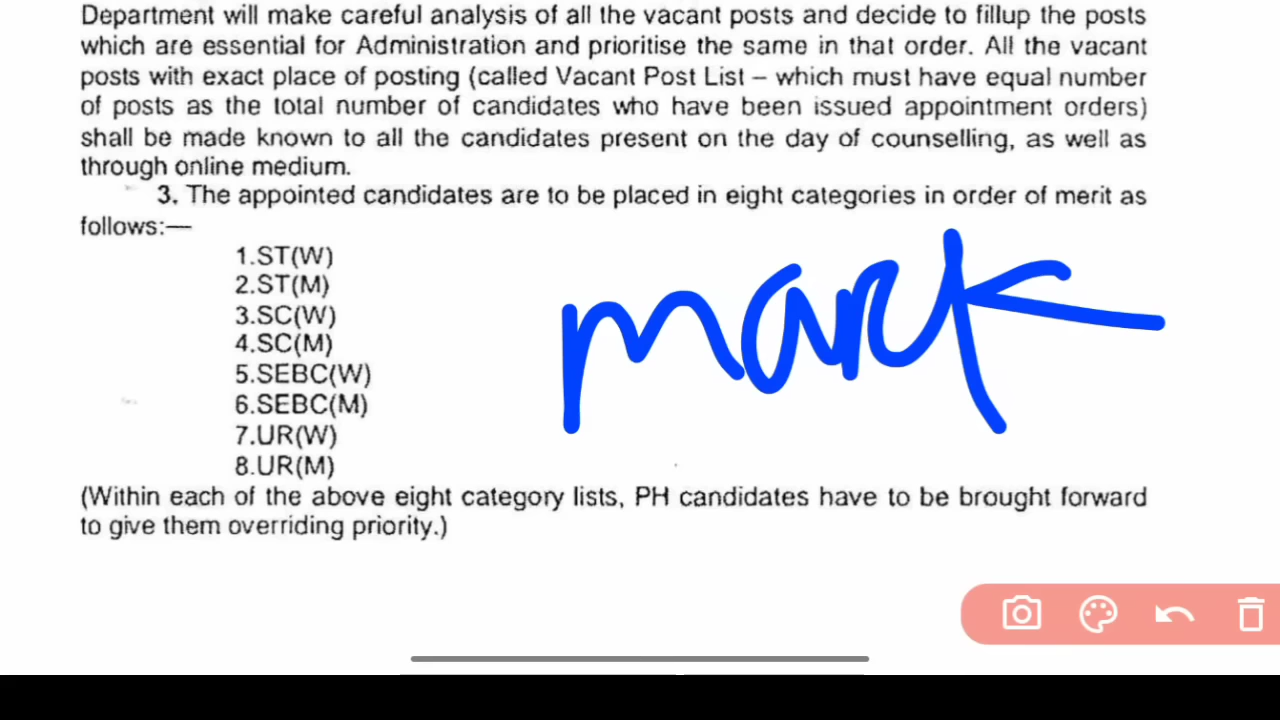 Department will make careful analysis of all the vacant posts and decide to fillup the posts
which are essential for Administration and prioritise the same in that order. All the vacant
posts with exact place of posting (called Vacant Post List – which must have equal number
of posts as the total number of candidates who have been issued appointment orders)
shall be made known to all the candidates present on the day of counselling, as well as
through online medium.
3. The appointed candidates are to be placed in eight categories in order of merit as
follows:—
1.ST(W)
2.ST(M)
3.SC(W)
4.SC(M)
5.SEBC(W)
6.SEBC(M)
7.UR(W)
8.UR(M)
mark
(Within each of the above eight category lists, PH candidates have to be brought forward
to give them overriding priority.)